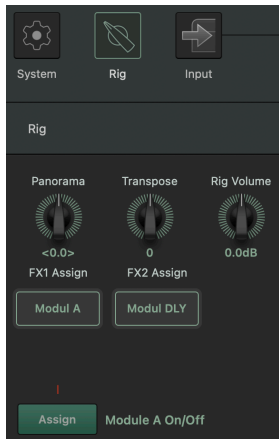 System Rig Input
Rig
Panorama Transpose Rig Volume
<0.0> 0 0.0dB
FX1 Assign FX2 Assign
Modul A Modul DLY
Assign Module A On/Off